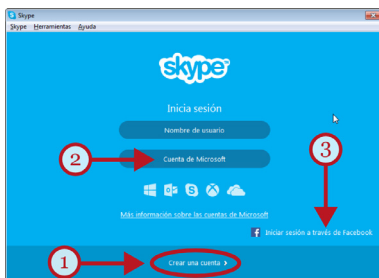 Skype
Skype Herramientas Ayuda
skype
Inicia sesión
Nombre de usuario
2
Cuenta de Microsoft
3
Más información sobre las cuentas de Microsoft
Iniciar sesión a través de Facebook
1
Crear una cuenta >